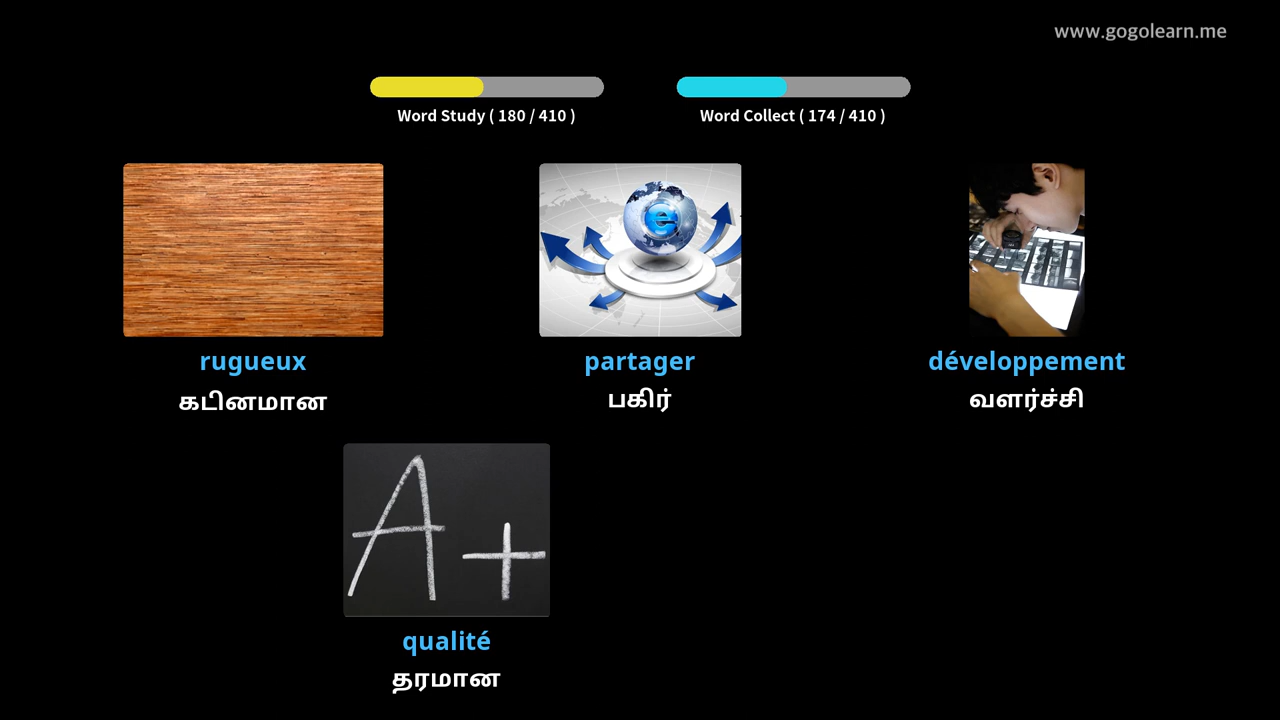 www.gogolearn.me
Word Study ( 180 / 410 )
Word Collect ( 174 / 410 )
rugueux
partager
développement
கடினமான
பகிர்
வளர்ச்சி
e
A+
qualité
தரமான